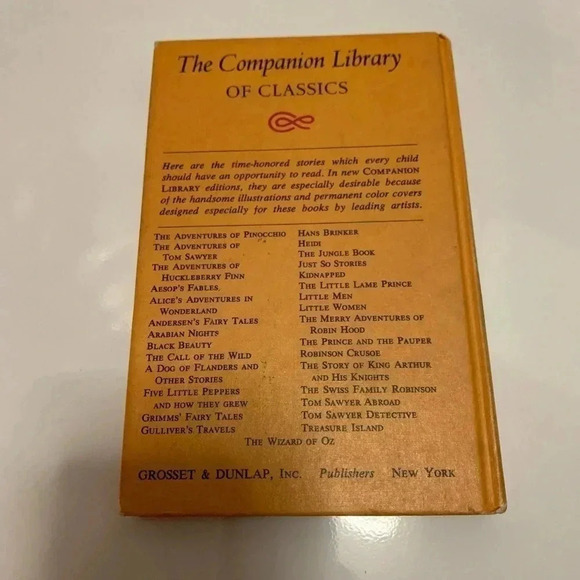 The Companion Library
OF CLASSICS
Here are the time-honored stories which every child
should have an opportunity to read. In new COMPANION
LIBRARY editions, they are especially desirable because
of the handsome illustrations and permanent color covers
designed especially for these books by leading artists.
THE ADVENTURES OF PINOCCHIO
THE ADVENTURES OF
TOM SAWYER
THE ADVENTURES OF
HUCKLEBERRY FINN
AESOP'S FABLES
ALICE'S ADVENTURES IN
WONDERLAND
ANDERSEN'S FAIRY TALES
ARABIAN NIGHTS
BLACK BEAUTY
THE CALL OF THE WILD
A DOG OF FLANDERS AND
OTHER STORIES
FIVE LITTLE PEPPERS
AND HOW THEY GREW
GRIMMS' FAIRY TALES
GULLIVER'S TRAVELS
HANS BRINKER
HEIDI
THE JUNGLE BOOK
JUST SO STORIES
KIDNAPPED
THE LITTLE LAME PRINCE
LITTLE MEN
LITTLE WOMEN
THE MERRY ADVENTURES OF
ROBIN HOOD
THE PRINCE AND THE PAUPER
ROBINSON CRUSOE
THE STORY OF KING ARTHUR
AND HIS KNIGHTS
THE SWISS FAMILY ROBINSON
TOM SAWYER ABROAD
TOM SAWYER DETECTIVE
TREASURE ISLAND
THE WIZARD OF OZ
GROSSET & DUNLAP, INC. Publishers NEW YORK